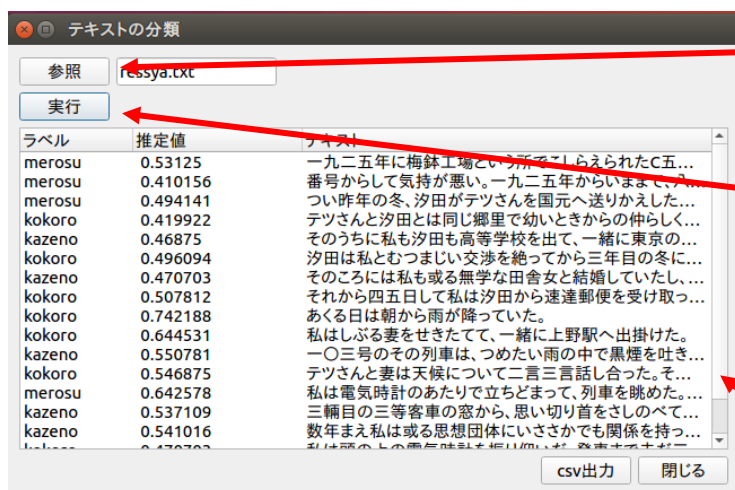 テキストの分類
参照 ressya.txt
実行
ラベル 推定値 テキスト
merosu 0.53125 一九二五年に梅鉢工場という所でこしらえられたC五...
merosu 0.410156 番号からして気持が悪い。一九二五年からいままで、八...
merosu 0.494141 つい昨年の冬、汐田がテツさんを国元へ送りかえした...
kokoro 0.419922 テツさんと汐田とは同じ郷里で幼いときからの仲らしく...
kazeno 0.46875 そのうちに私も汐田も高等学校を出て、一緒に東京の...
kokoro 0.496094 汐田は私とむつまじい交渉を絶ってから三年目の冬に...
kazeno 0.470703 そのころには私も或る無学な田舎女と結婚していたし、...
kokoro 0.507812 それから四五日して私は汐田から速達郵便を受け取っ...
kokoro 0.742188 あくる日は朝から雨が降っていた。
kokoro 0.644531 私はしぶる妻をせきたてて、一緒に上野駅へ出掛けた。
kazeno 0.550781 一〇三号のその列車は、つめたい雨の中で黒煙を吐き...
kokoro 0.546875 テツさんと妻は天候について二言三言話し合った。そ...
merosu 0.642578 私は電気時計のあたりで立ちどまって、列車を眺めた。...
kazeno 0.537109 三輛目の三等客車の窓から、思い切り首をさしのべて...
kazeno 0.541016 数年まえ私は或る思想団体にいささかでも関係を持っ...
csv出力 閉じる